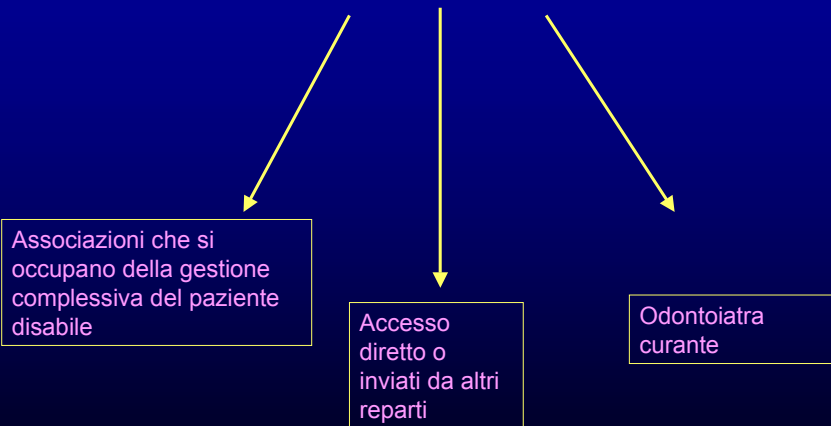 Associazioni che si
occupano della gestione
complessiva del paziente
disabile
Accesso
diretto o
inviati da altri
reparti
Odontoiatra
curante